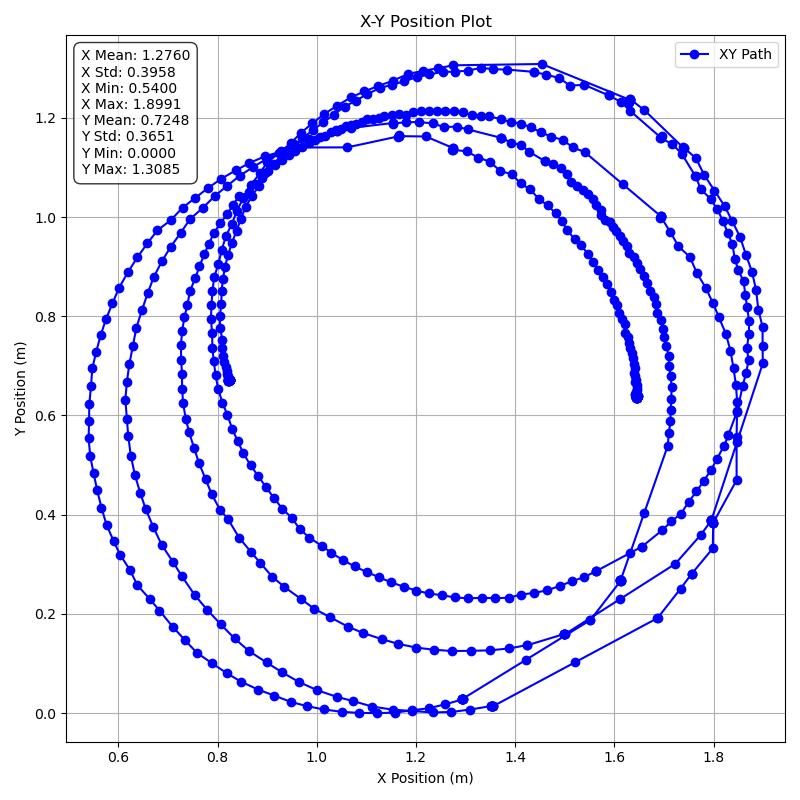 X-Y Position Plot
X Mean: 1.2760
X Std: 0.3958
X Min: 0.5400
X Max: 1.8991
Y Mean: 0.7248
Y Std: 0.3651
Y Min: 0.0000
Y Max: 1.3085
XY Path
Y Position (m)
1.2
1.0
0.8
0.6
0.4
0.2
0.0
0.6 0.8 1.0 1.2 1.4 1.6 1.8
X Position (m)